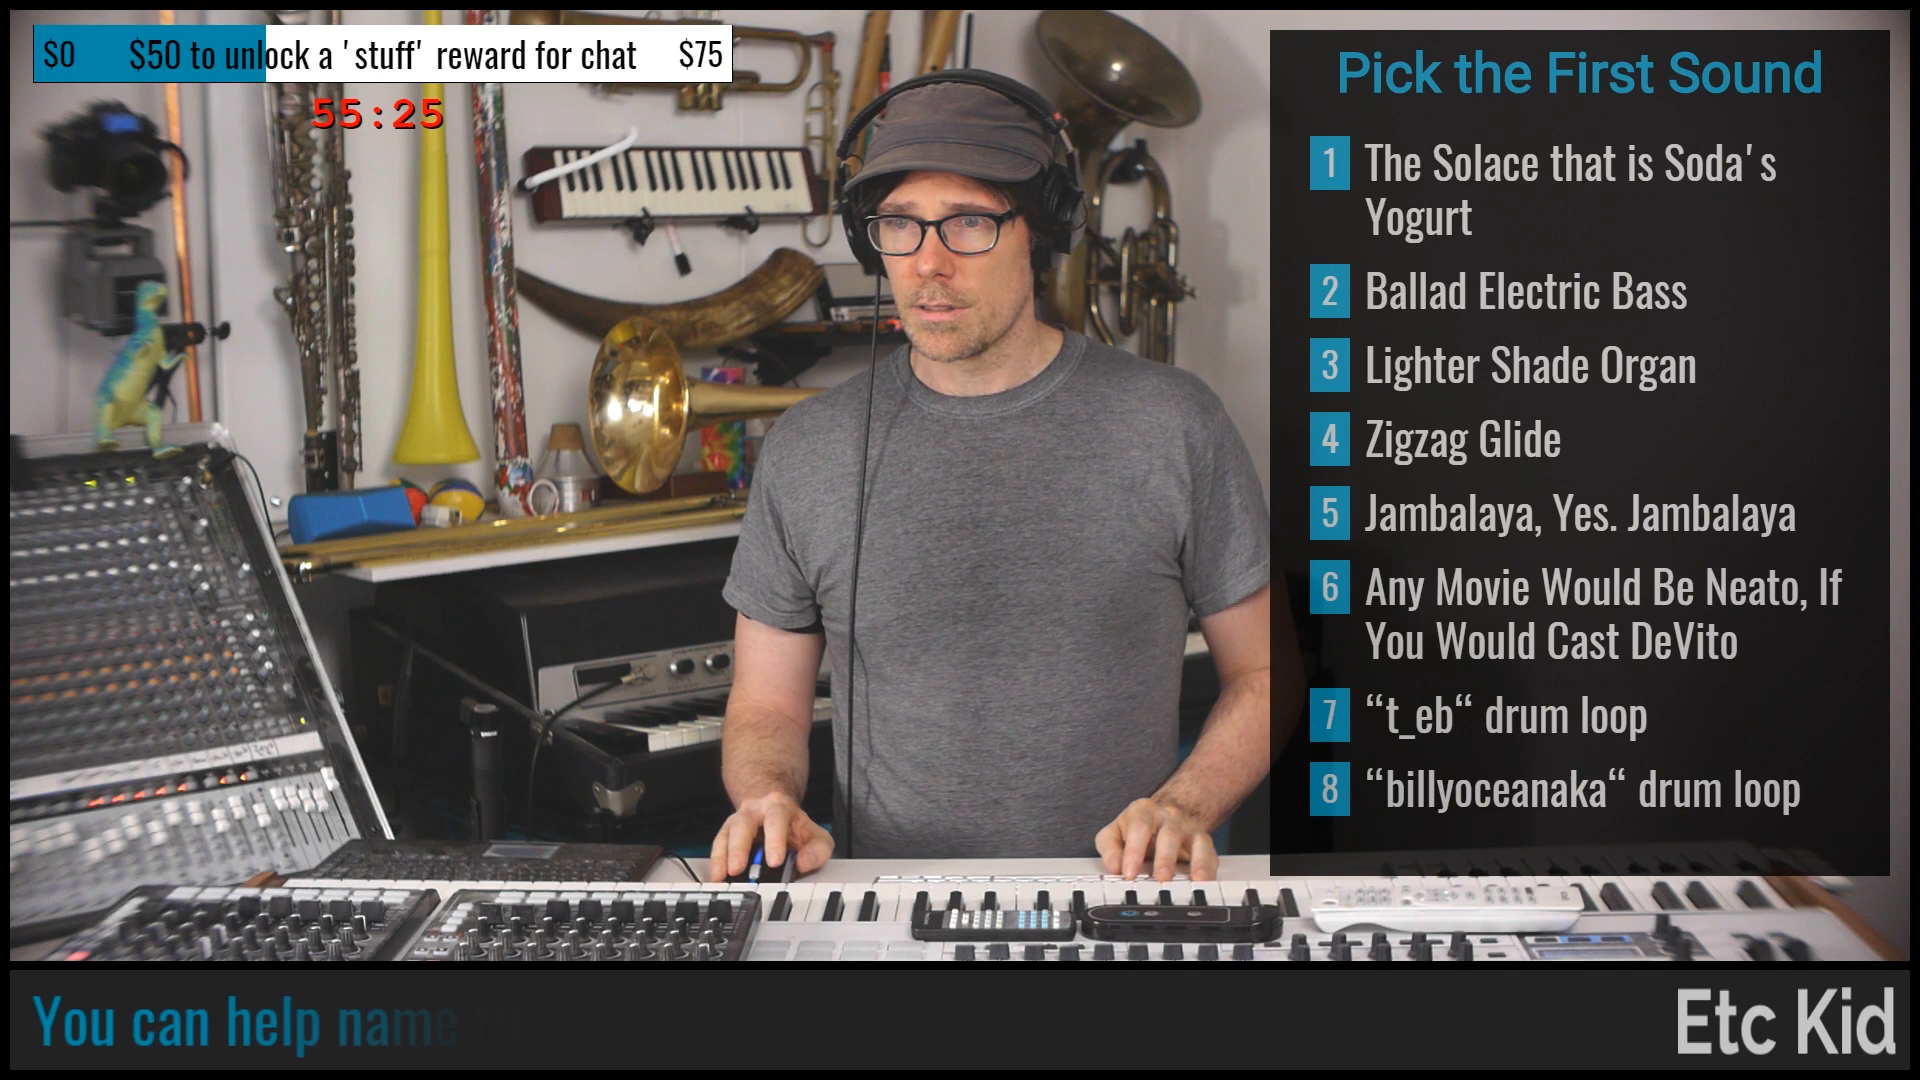 $0 $50 to unlock a 'stuff' reward for chat $75
55:25
Pick the First Sound
1 The Solace that is Soda's
Yogurt
2 Ballad Electric Bass
3 Lighter Shade Organ
4 Zigzag Glide
5 Jambalaya, Yes. Jambalaya
6 Any Movie Would Be Neato, If
You Would Cast DeVito
7 “t_eb“ drum loop
8 “billyoceanaka“ drum loop
You can help name
Etc Kid